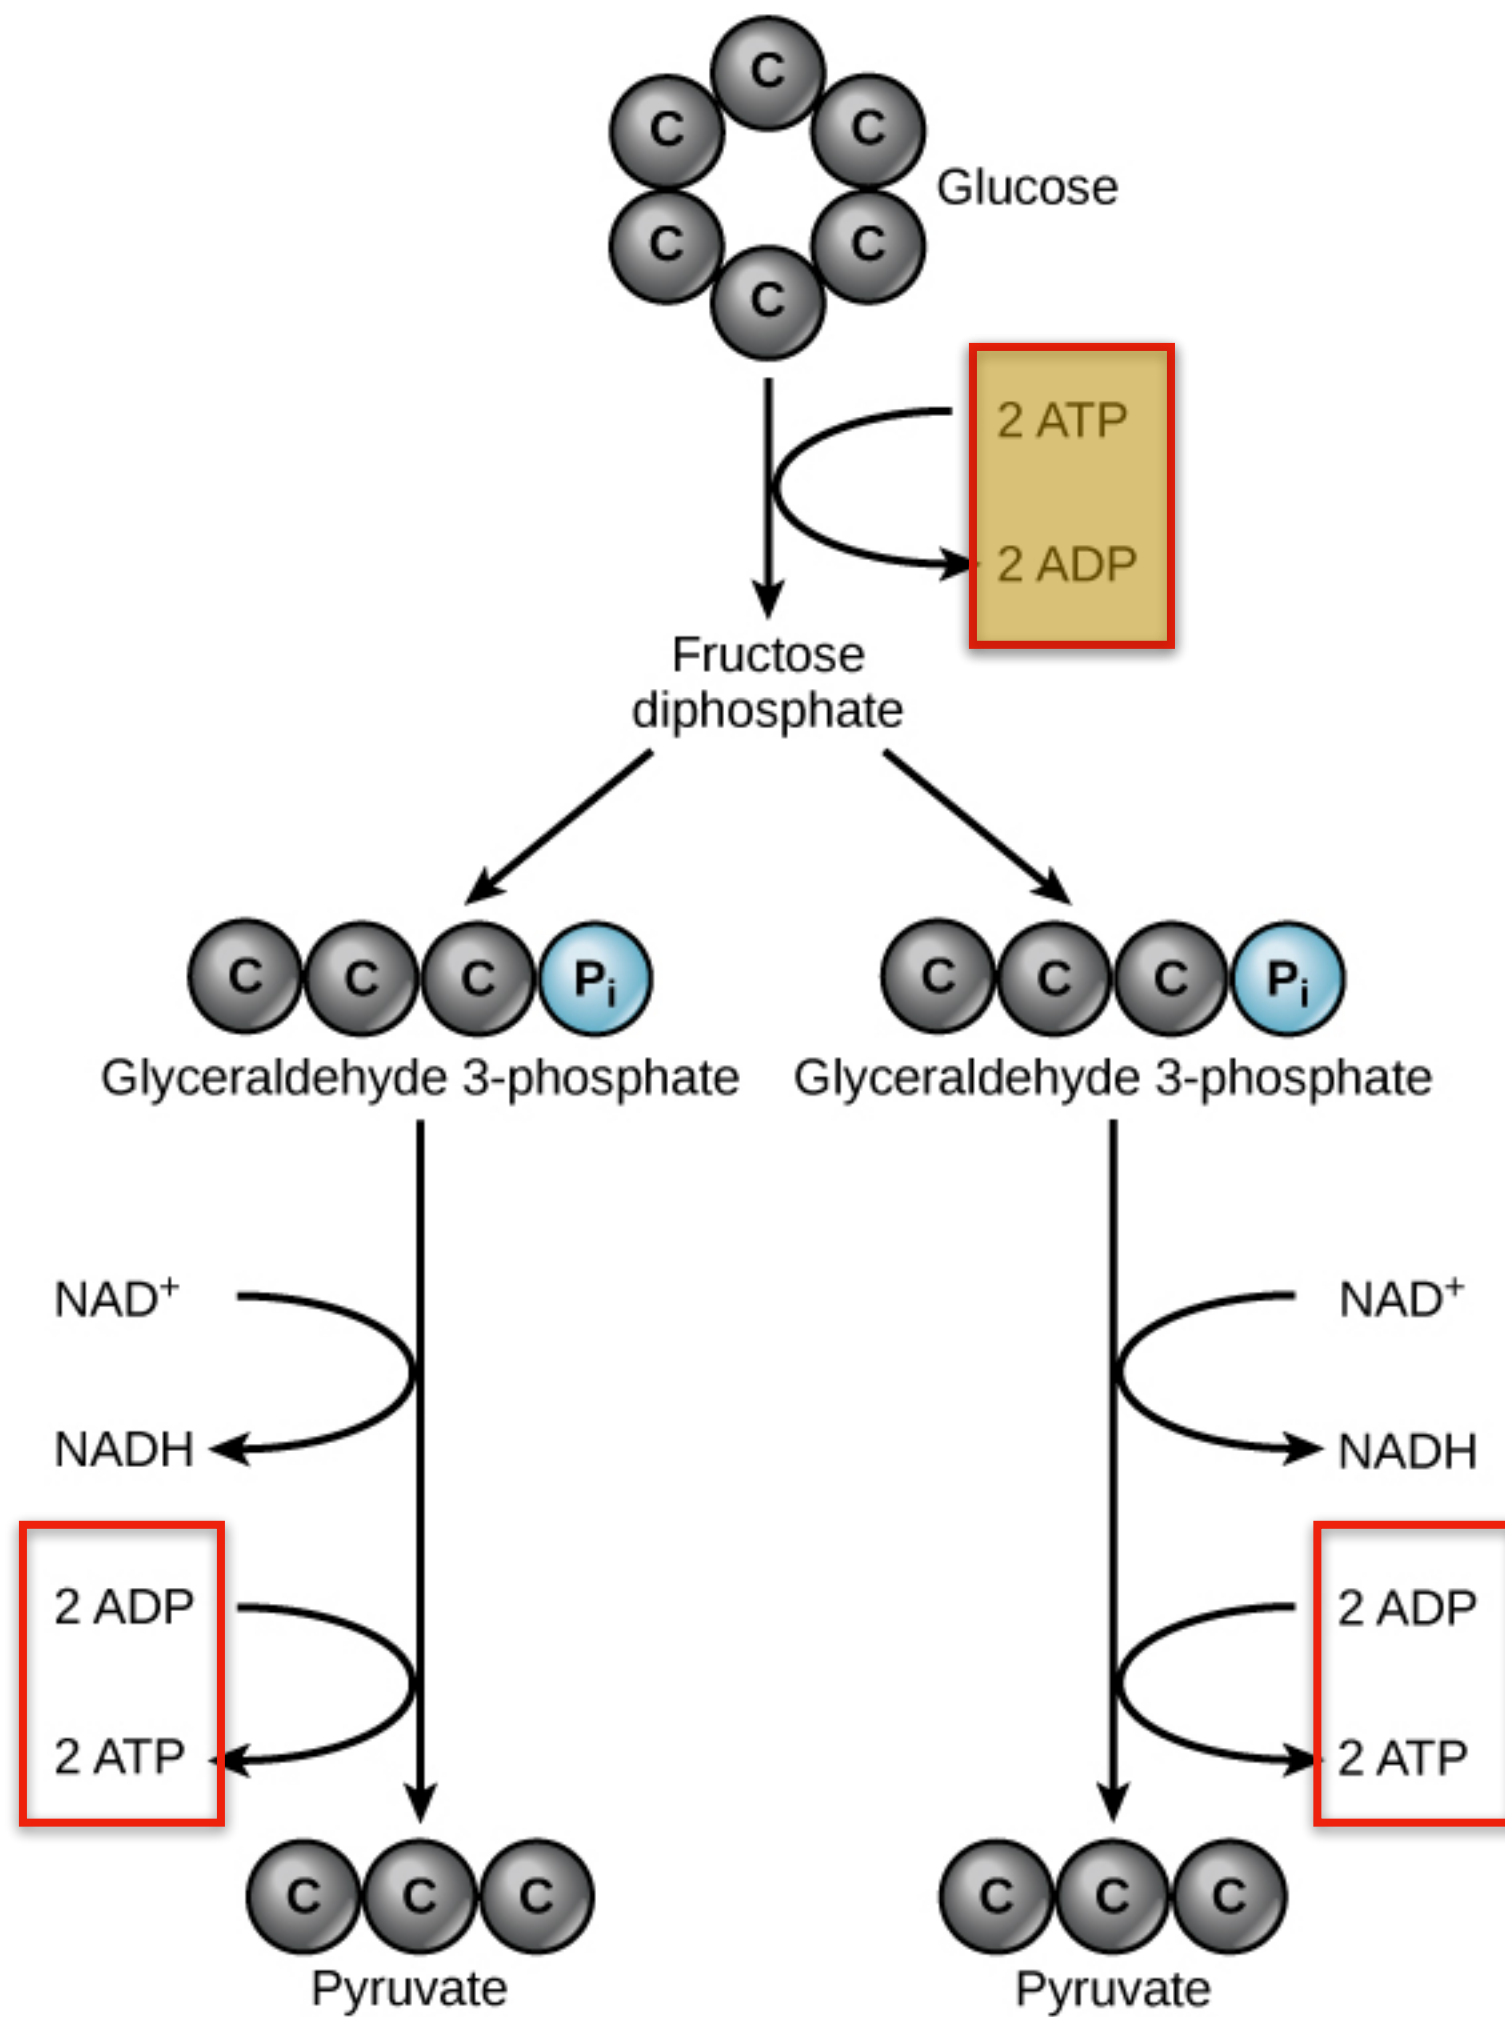 C
C
C
C
C
C
Glucose
2 ATP
2 ADP
Fructose
diphosphate
C C C Pi
C C C Pi
Glyceraldehyde 3-phosphate
Glyceraldehyde 3-phosphate
NAD+
NADH
2 ADP
2 ATP
NAD+
NADH
2 ADP
2 ATP
C C C
Pyruvate
C C C
Pyruvate